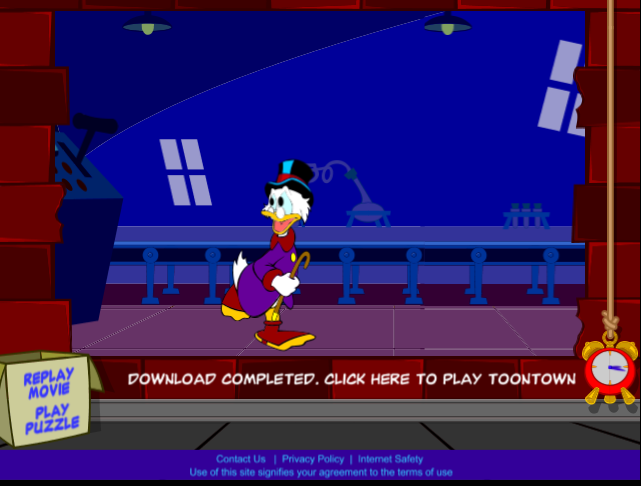 DOWNLOAD COMPLETED. CLICK HERE TO PLAY TOONTOWN
REPLAY
MOVIE
PLAY
PUZZLE
Contact Us | Privacy Policy | Internet Safety
Use of this site signifies your agreement to the terms of use